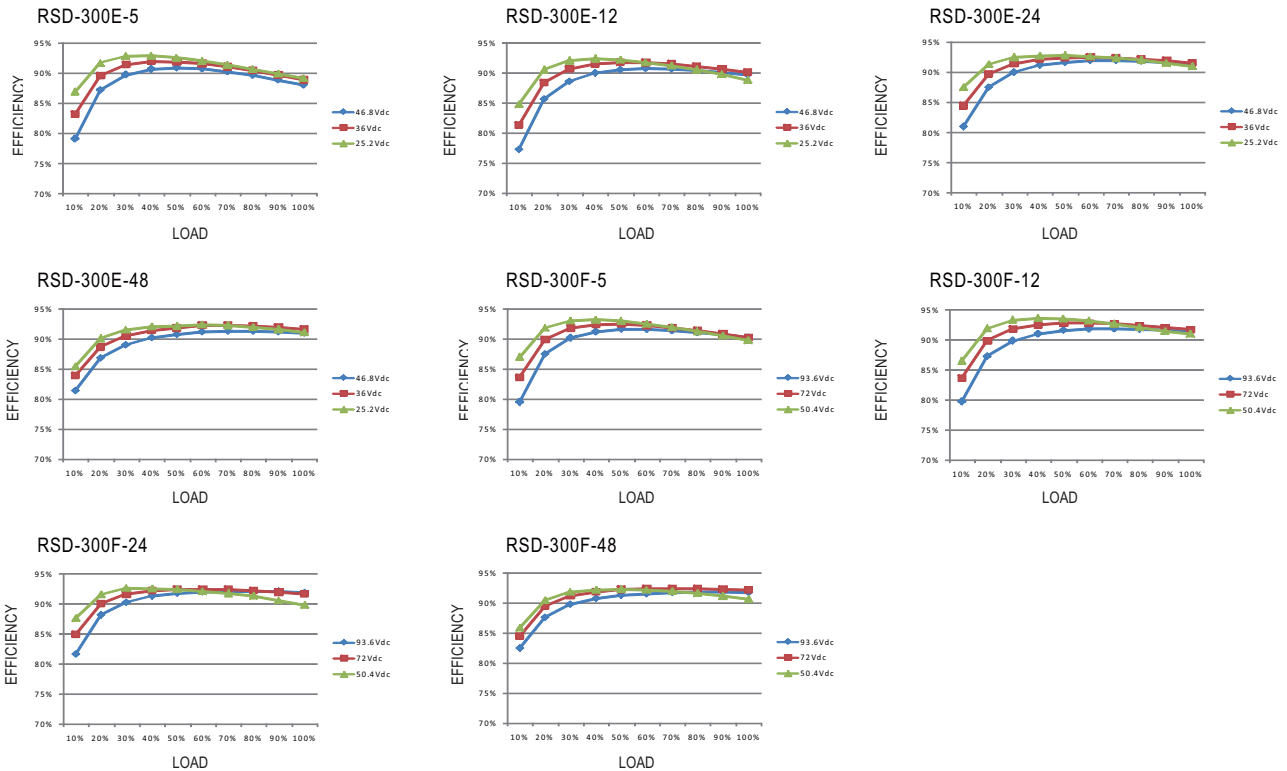 RSD-300E-5
95%
90%
85%
80%
75%
70%
EFFICIENCY
10% 20% 30% 40% 50% 60% 70% 80% 90% 100%
LOAD
46.8Vdc
36Vdc
25.2Vdc
RSD-300E-12
95%
90%
85%
80%
75%
70%
EFFICIENCY
10% 20% 30% 40% 50% 60% 70% 80% 90% 100%
LOAD
46.8Vdc
36Vdc
25.2Vdc
RSD-300E-24
95%
90%
85%
80%
75%
70%
EFFICIENCY
10% 20% 30% 40% 50% 60% 70% 80% 90% 100%
LOAD
46.8Vdc
36Vdc
25.2Vdc
RSD-300E-48
95%
90%
85%
80%
75%
70%
EFFICIENCY
10% 20% 30% 40% 50% 60% 70% 80% 90% 100%
LOAD
46.8Vdc
36Vdc
25.2Vdc
RSD-300F-5
95%
90%
85%
80%
75%
70%
EFFICIENCY
10% 20% 30% 40% 50% 60% 70% 80% 90% 100%
LOAD
93.6Vdc
72Vdc
50.4Vdc
RSD-300F-12
95%
90%
85%
80%
75%
70%
EFFICIENCY
10% 20% 30% 40% 50% 60% 70% 80% 90% 100%
LOAD
93.6Vdc
72Vdc
50.4Vdc
RSD-300F-24
95%
90%
85%
80%
75%
70%
EFFICIENCY
10% 20% 30% 40% 50% 60% 70% 80% 90% 100%
LOAD
93.6Vdc
72Vdc
50.4Vdc
RSD-300F-48
95%
90%
85%
80%
75%
70%
EFFICIENCY
10% 20% 30% 40% 50% 60% 70% 80% 90% 100%
LOAD
93.6Vdc
72Vdc
50.4Vdc